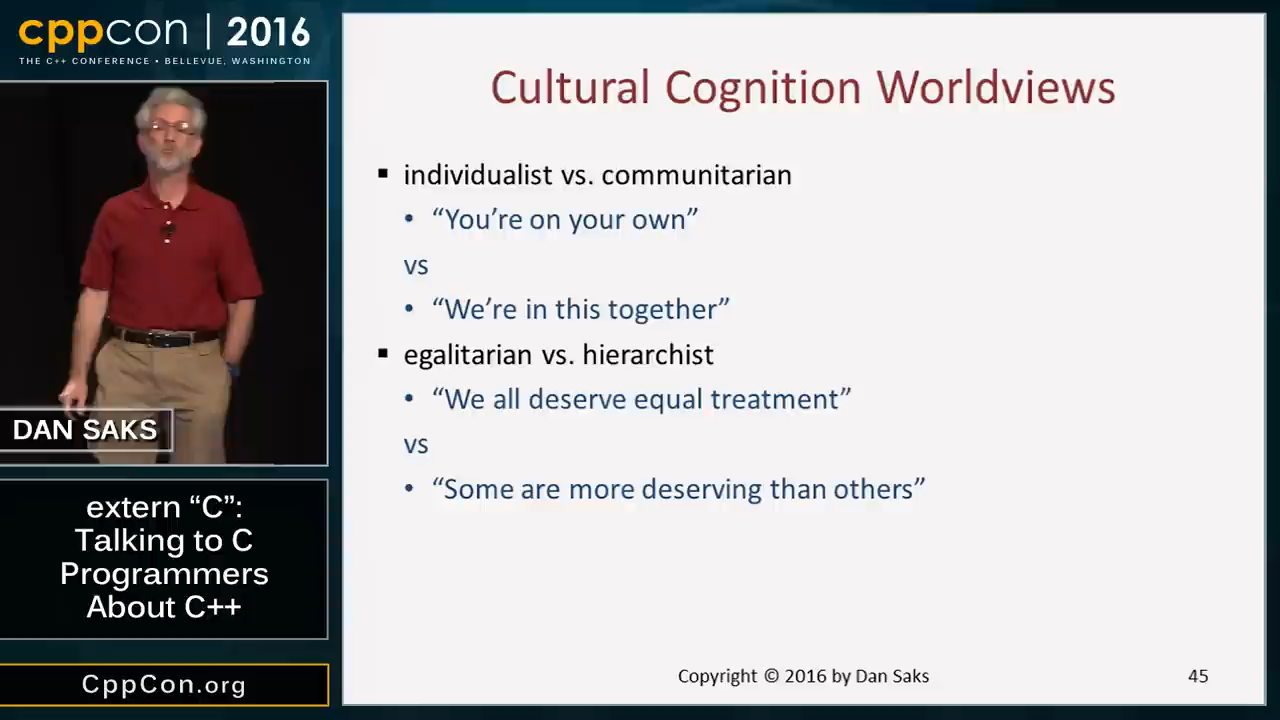 cppcon | 2016
THE C++ CONFERENCE • BELLEVUE, WASHINGTON
DAN SAKS
extern “C”:
Talking to C
Programmers
About C++
CppCon.org
Cultural Cognition Worldviews
▪ individualist vs. communitarian
• “You’re on your own”
vs
• “We’re in this together”
▪ egalitarian vs. hierarchist
• “We all deserve equal treatment”
vs
• “Some are more deserving than others”
Copyright © 2016 by Dan Saks
45